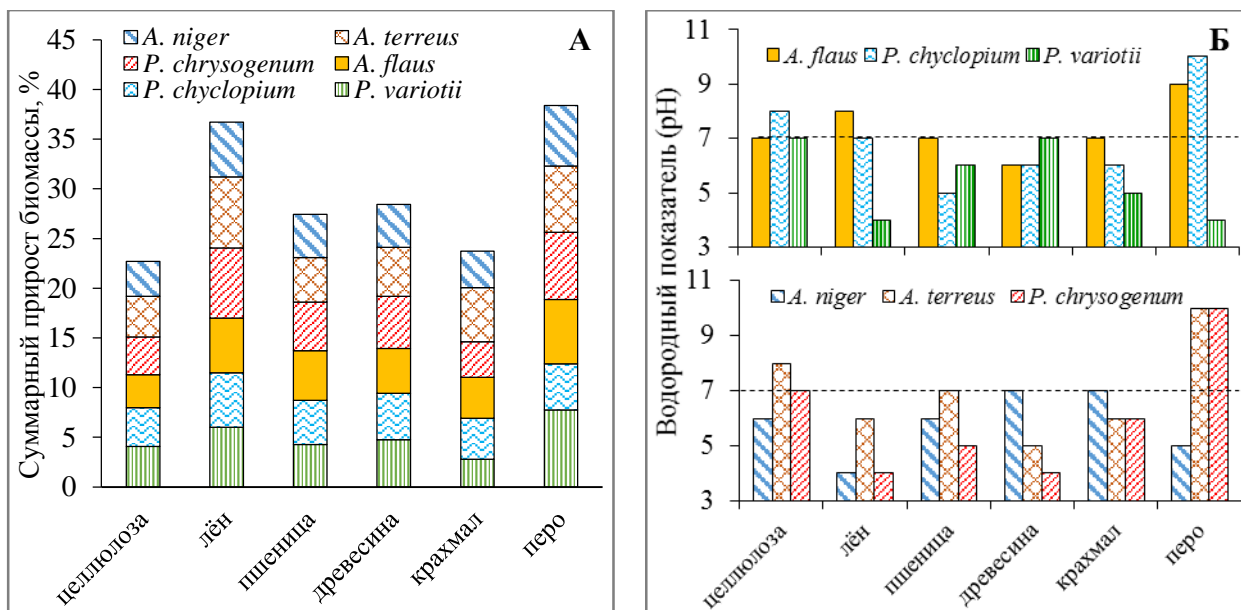 А
A. niger A. terreus
P. chrysogenum A. flaus
P. chyclopium P. variotii
Суммарный прирост биомассы, %
45
40
35
30
25
20
15
10
5
0
целлюлоза лён пшеница древесина крахмал перо
Б
A. flaus P. chyclopium P. variotii
Водородный показатель (рН)
11
9
7
5
3
A. niger A. terreus P. chrysogenum
11
9
7
5
3
целлюлоза лён пшеница древесина крахмал перо